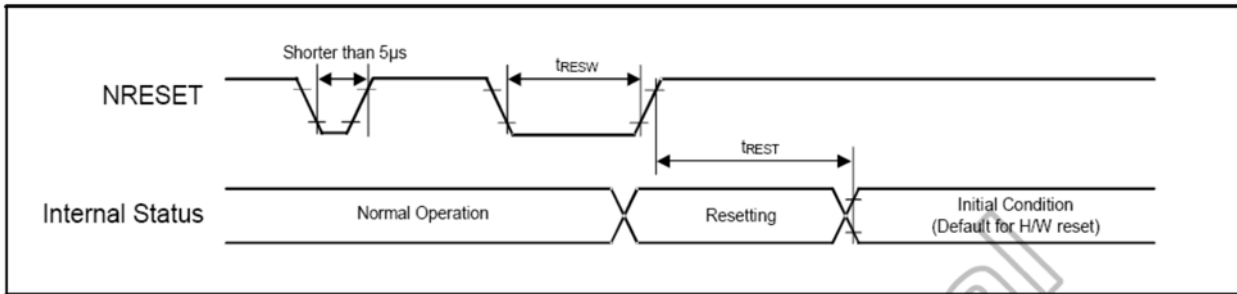 Shorter than 5µs
tRESW
NRESET
tREST
Internal Status
Normal Operation
Resetting
Initial Condition
(Default for H/W reset)